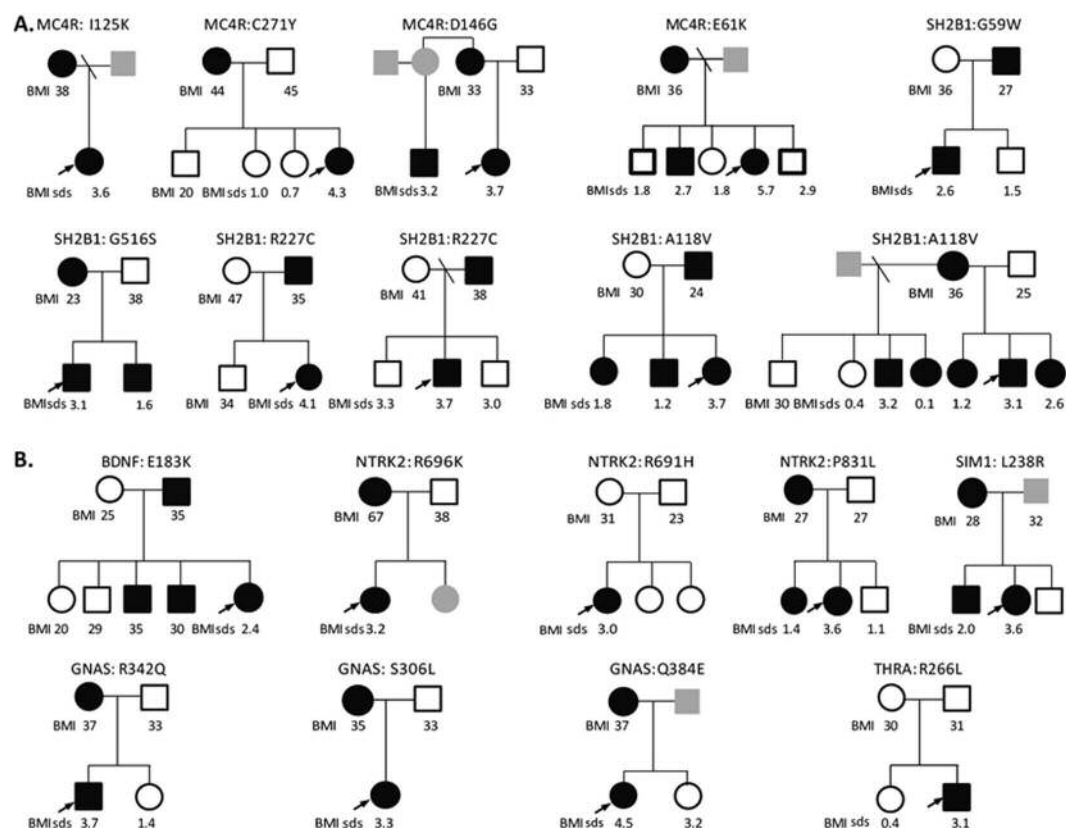 A.
MC4R: I125K MC4R:C271Y MC4R:D146G MC4R:E61K SH2B1:G59W
BMI 38 BMI 44 45 BMI 33 33 BMI 36 BMI 36 27
BMI sds 3.6 BMI 20 BMI sds 1.0 0.7 4.3 BMI sds 3.2 3.7 BMI sds 1.8 2.7 1.8 5.7 2.9 BMI sds 2.6 1.5
SH2B1: G516S SH2B1: R227C SH2B1: R227C SH2B1: A118V SH2B1:A118V
BMI 23 38 BMI 47 35 BMI 41 38 BMI 30 24 BMI 36 25
BMI sds 3.1 1.6 BMI 34 BMI sds 4.1 BMI sds 3.3 3.7 3.0 BMI sds 1.8 1.2 3.7 BMI 30 BMI sds 0.4 3.2 0.1 1.2 3.1 2.6
B.
BDNF: E183K NTRK2: R696K NTRK2: R691H NTRK2:P831L SIM1: L238R
BMI 25 35 BMI 67 38 BMI 31 23 BMI 27 27 BMI 28 32
BMI 20 29 35 30 BMI sds 2.4 BMI sds 3.2 BMI sds 3.0 BMI sds 1.4 3.6 1.1 BMI sds 2.0 3.6
GNAS: R342Q GNAS: S306L GNAS:Q384E THRA:R266L
BMI 37 33 BMI 35 33 BMI 37 BMI 30 31
BMI sds 3.7 1.4 BMI sds 3.3 BMI sds 4.5 3.2 BMI sds 0.4 3.1